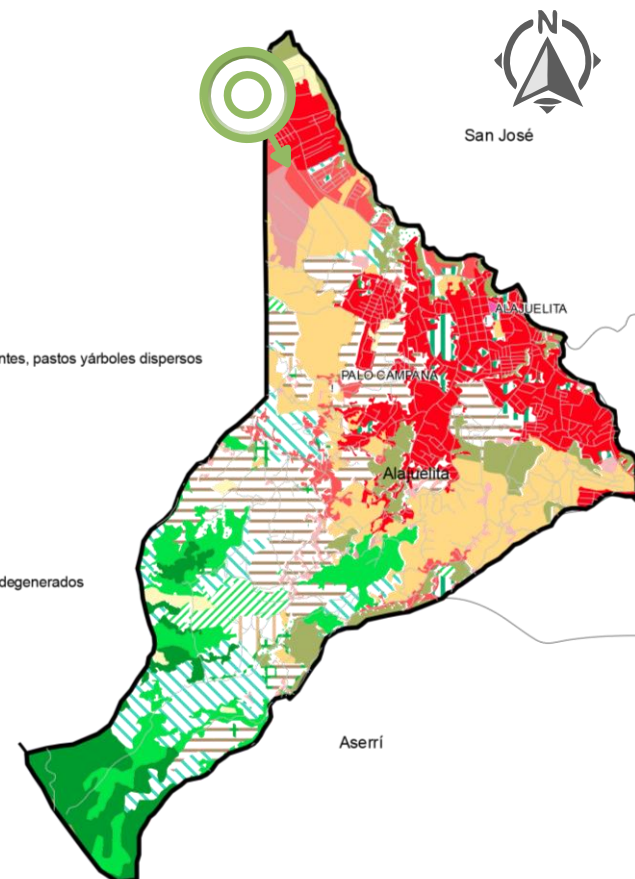 N
San José
ALAJUELITA
ntes, pastos yárboles dispersos
PALO CAMPANA
Alajuelita
degenerados
Aserrí